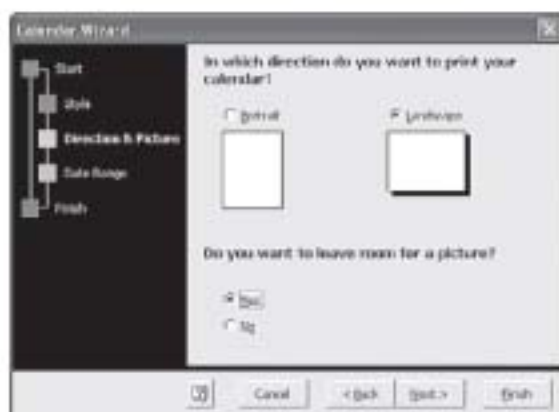 Calendar Wizard
Start
Style
Direction & Picture
Date Range
Finish
In which direction do you want to print your
calendar?
Portrait
Landscape
Do you want to leave room for a picture?
Yes
No
Cancel
< Back
Next >
Finish